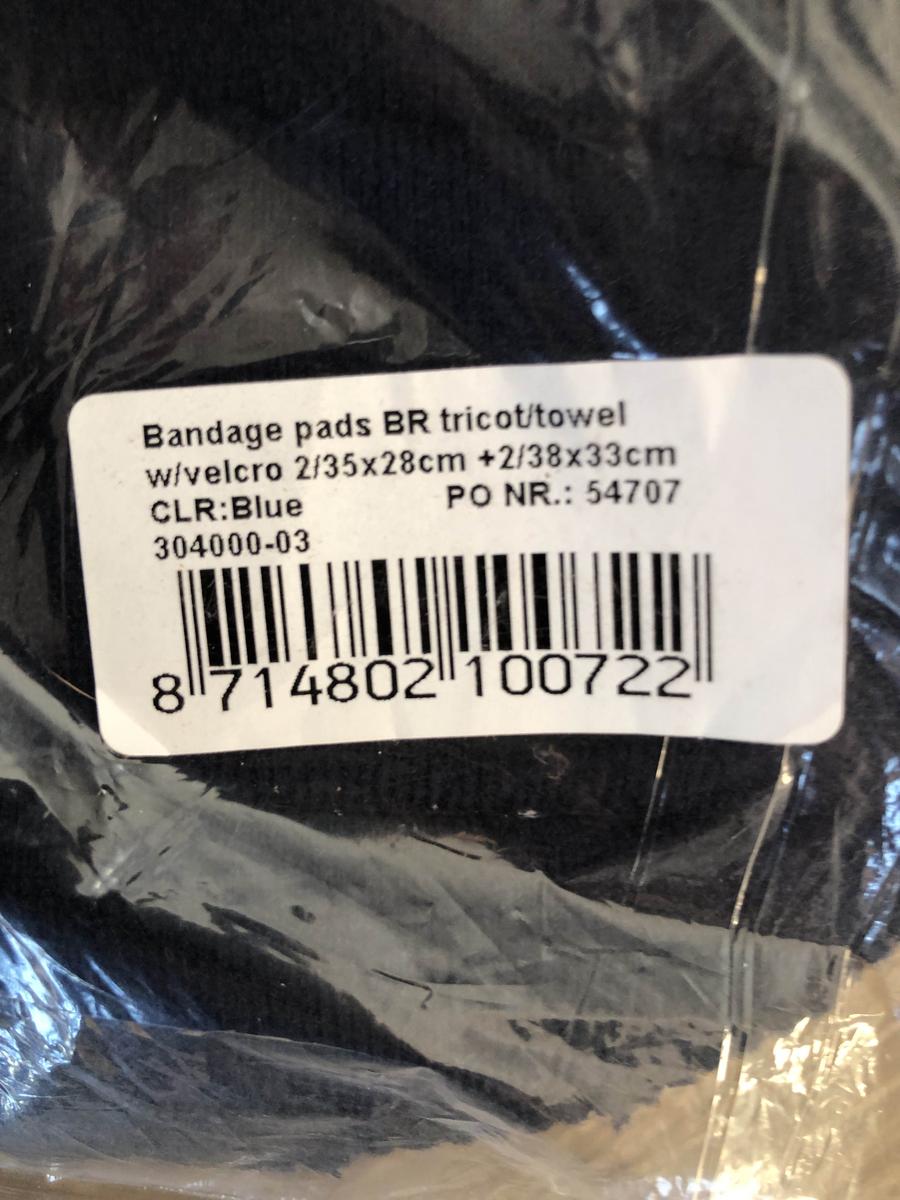 Bandage pads BR tricot/towel
w/velcro 2/35x28cm +2/38x33cm
CLR:Blue PO NR.: 54707
304000-03
8 714802 100722